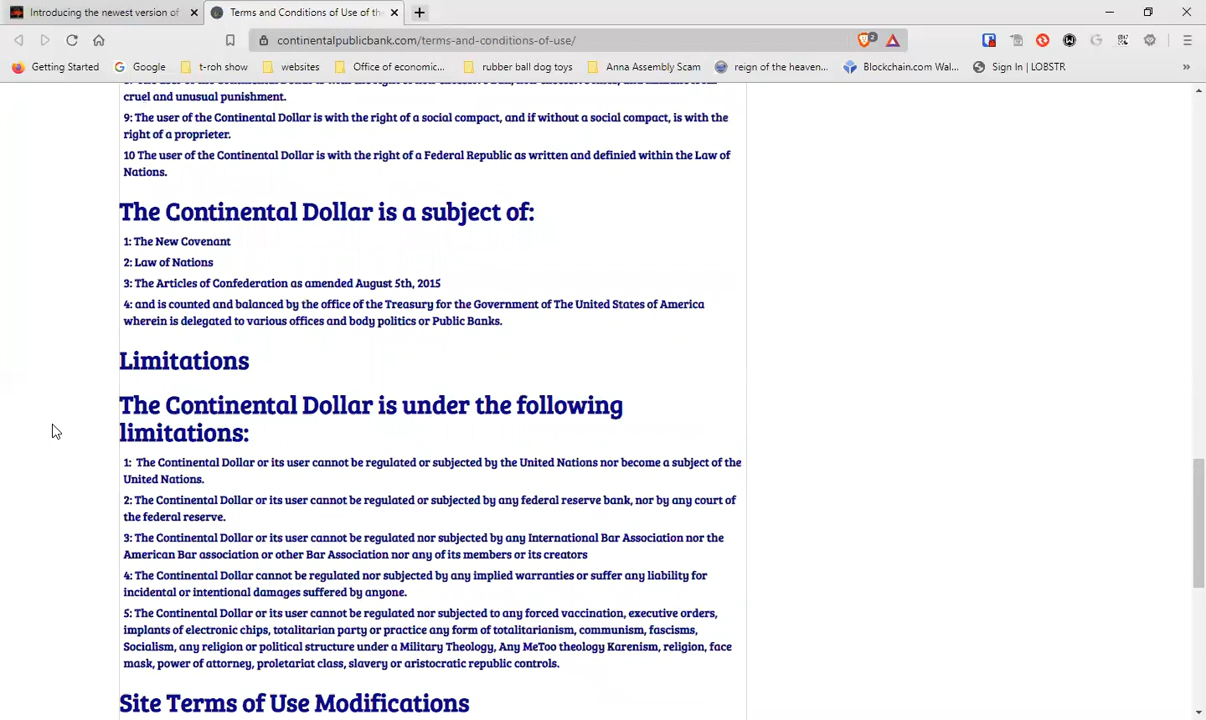 Introducing the newest version of
Terms and Conditions of Use of th
continentalpublicbank.com/terms-and-conditions-of-use/
2
Getting Started
Google
t-roh show
websites
Office of economic...
rubber ball dog toys
Anna Assembly Scam
reign of the heaven...
Blockchain.com Wal...
Sign In | LOBSTR
cruel and unusual punishment.
9: The user of the Continental Dollar is with the right of a social compact, and if without a social compact, is with the
right of a proprieter.
10 The user of the Continental Dollar is with the right of a Federal Republic as written and definied within the Law of
Nations.
The Continental Dollar is a subject of:
1: The New Covenant
2: Law of Nations
3: The Articles of Confederation as amended August 5th, 2015
4: and is counted and balanced by the office of the Treasury for the Government of The United States of America
wherein is delegated to various offices and body politics or Public Banks.
Limitations
The Continental Dollar is under the following
limitations:
1: The Continental Dollar or its user cannot be regulated or subjected by the United Nations nor become a subject of the
United Nations.
2: The Continental Dollar or its user cannot be regulated or subjected by any federal reserve bank, nor by any court of
the federal reserve.
3: The Continental Dollar or its user cannot be regulated nor subjected by any International Bar Association nor the
American Bar association or other Bar Association nor any of its members or its creators
4: The Continental Dollar cannot be regulated nor subjected by any implied warranties or suffer any liability for
incidental or intentional damages suffered by anyone.
5: The Continental Dollar or its user cannot be regulated nor subjected to any forced vaccination, executive orders,
implants of electronic chips, totalitarian party or practice any form of totalitarianism, communism, fascisms,
Socialism, any religion or political structure under a Military Theology, Any MeToo theology Karenism, religion, face
mask, power of attorney, proletariat class, slavery or aristocratic republic controls.
Site Terms of Use Modifications